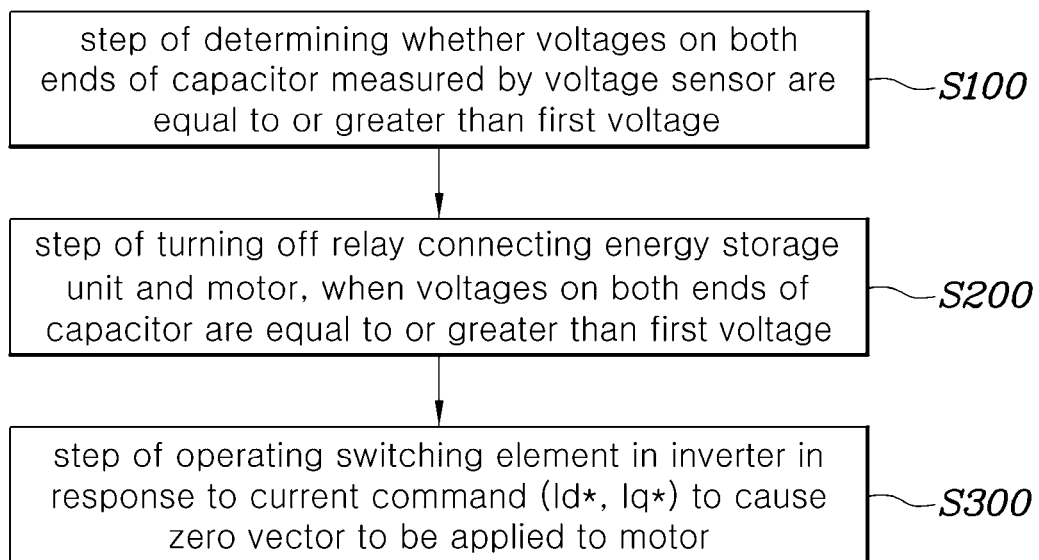 step of determining whether voltages on both
ends of capacitor measured by voltage sensor are
equal to or greater than first voltage
S100
step of turning off relay connecting energy storage
unit and motor, when voltages on both ends of
capacitor are equal to or greater than first voltage
S200
step of operating switching element in inverter in
response to current command (Id*, Iq*) to cause
zero vector to be applied to motor
S300